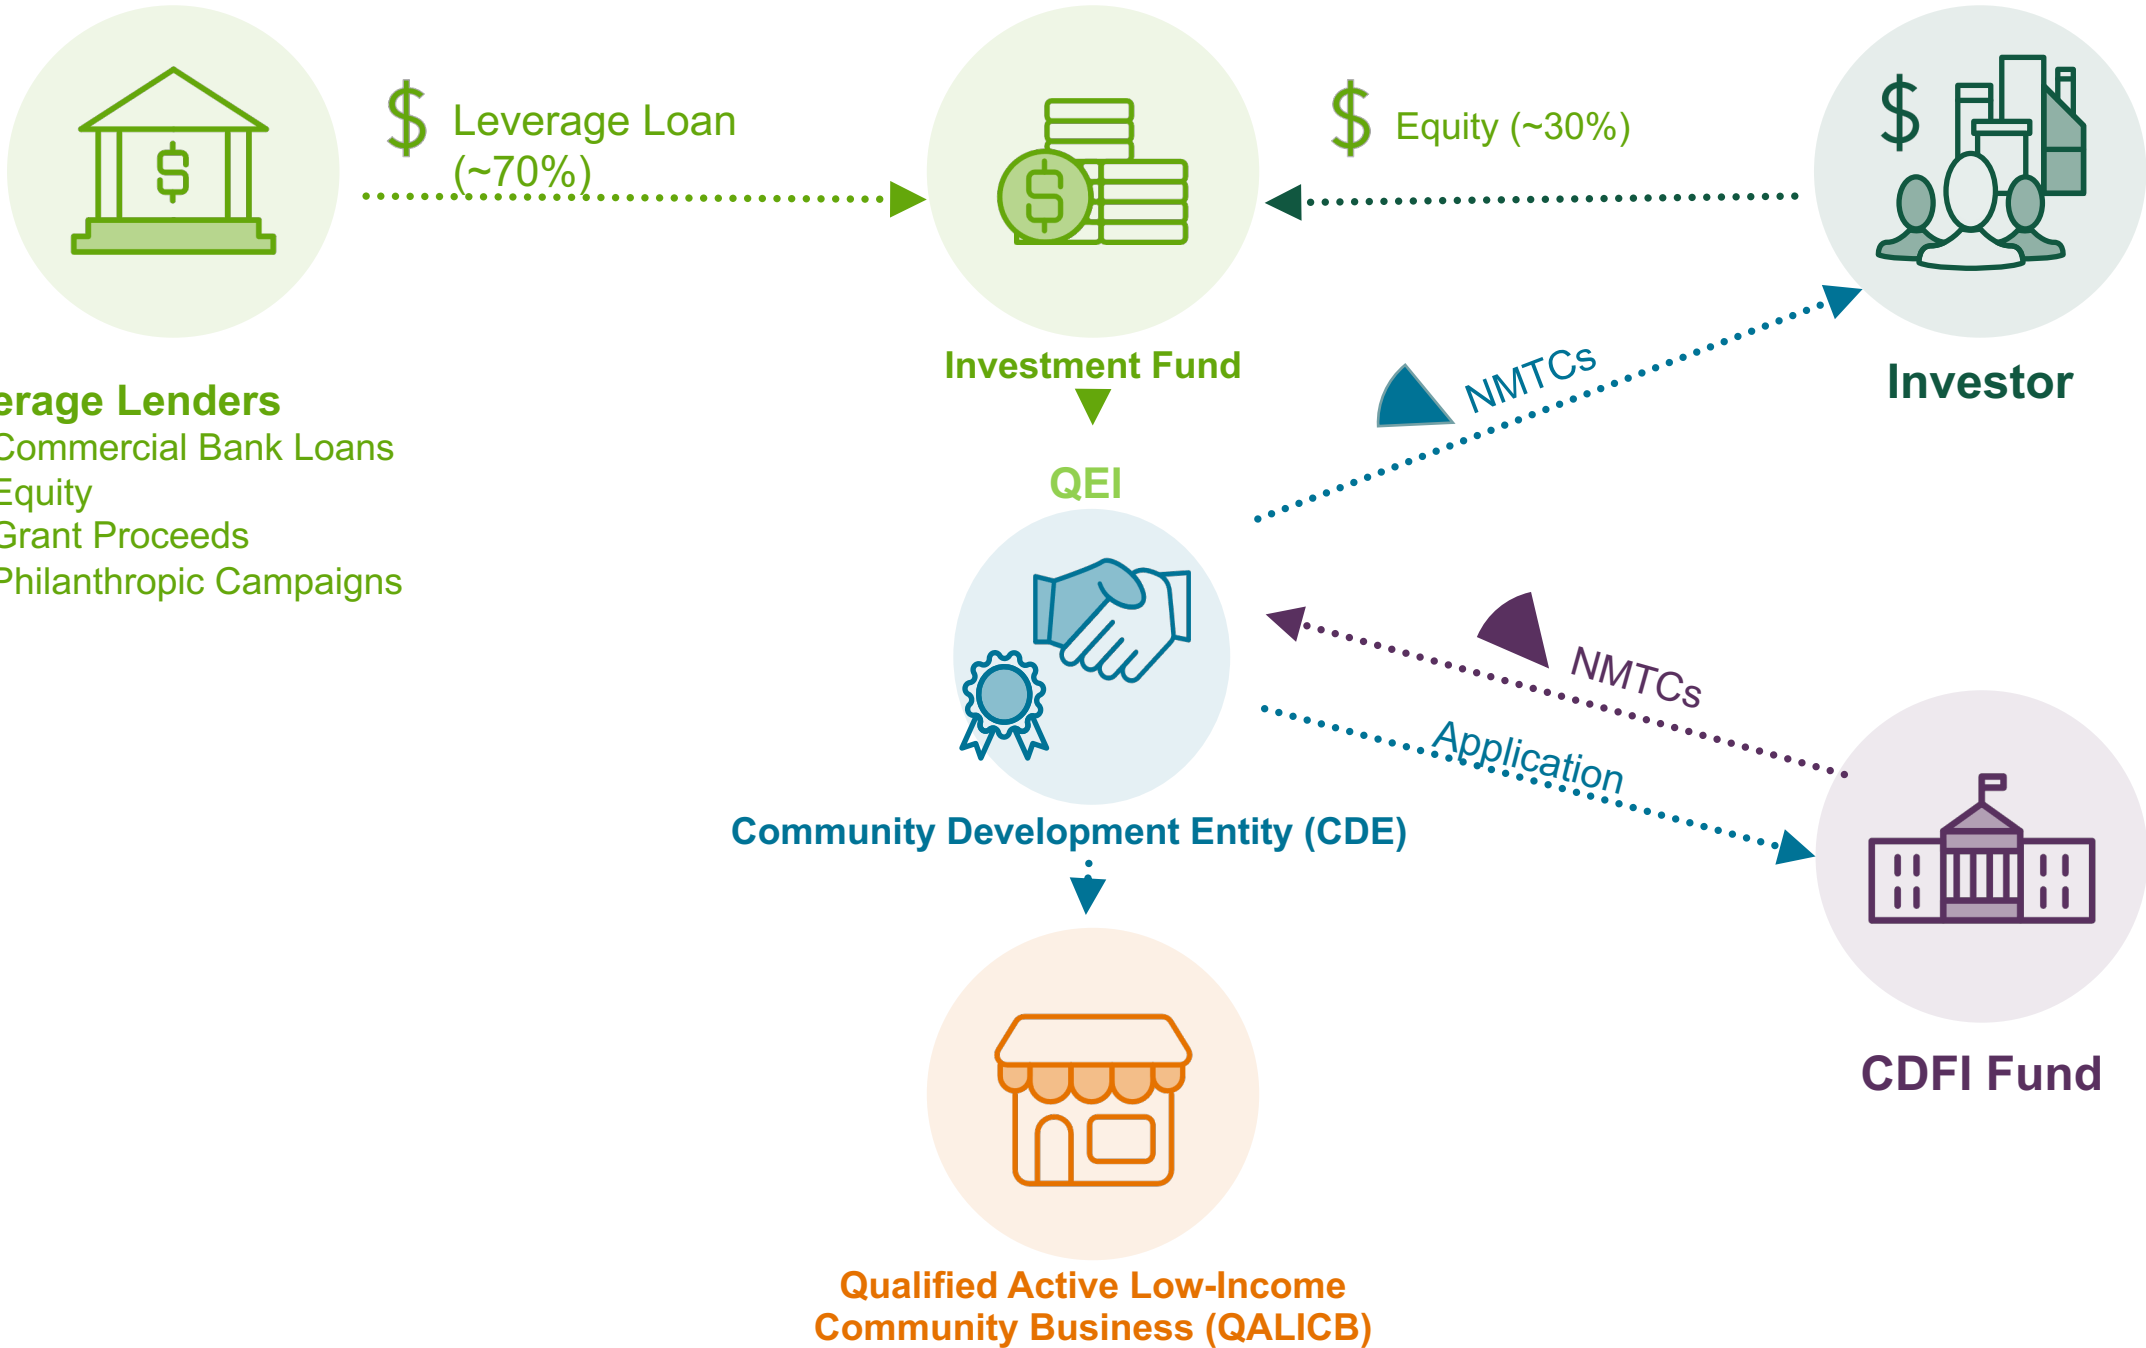 $ Leverage Loan
(~70%)
$ Equity (~30%)
$
$
$
Investment Fund
Investor
erage Lenders
Commercial Bank Loans
Equity
Grant Proceeds
Philanthropic Campaigns
QEI
NMTCs
NMTCs
Application
Community Development Entity (CDE)
CDFI Fund
Qualified Active Low-Income
Community Business (QALICB)